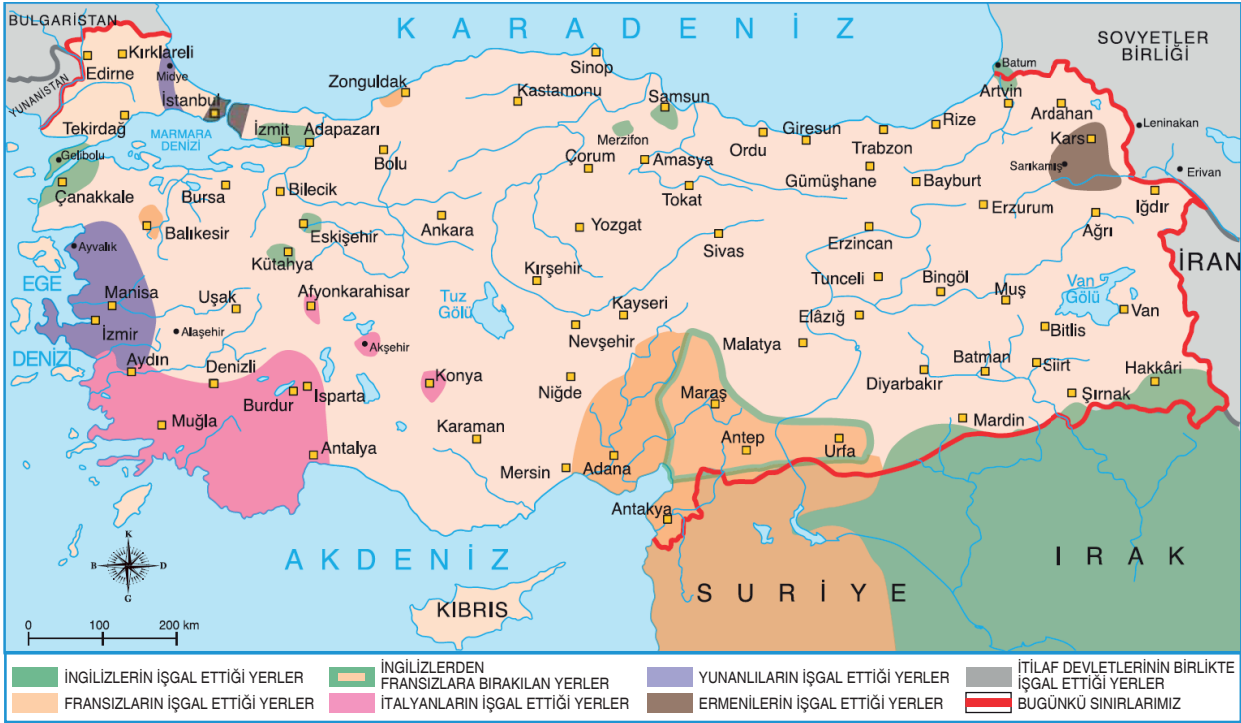 BULGARİSTAN
KARADENİZ
SOVYETLER
BİRLİĞİ
YUNANİSTAN
Kırklareli
Edirne
Midye
İstanbul
Tekirdağ
MARMARA
DENİZİ
Gelibolu
Çanakkale
İzmit
Adapazarı
Zonguldak
Kastamonu
Sinop
Samsun
Merzifon
Bolu
Çorum
Amasya
Tokat
Ordu
Giresun
Trabzon
Gümüşhane
Rize
Bayburt
Batum
Artvin
Ardahan
Kars
Sarıkamış
Leninakan
Erivan
Iğdır
Ağrı
Erzurum
Erzincan
Bursa
Bilecik
Balıkesir
Eskişehir
Kütahya
Ankara
Yozgat
Sivas
Kırşehir
Tunceli
Bingöl
Muş
Van
Gölü
Van
İRAN
Ayvalık
EGE
DENİZİ
Manisa
İzmir
Uşak
Alaşehir
Afyonkarahisar
Akşehir
Tuz
Gölü
Kayseri
Nevşehir
Malatya
Elâzığ
Bitlis
Batman
Siirt
Hakkâri
Diyarbakır
Şırnak
Mardin
Aydın
Denizli
Burdur
Isparta
Muğla
Antalya
Konya
Karaman
Niğde
Mersin
Adana
Maraş
Antep
Urfa
Antakya
AKDENİZ
KIBRIS
SURİYE
IRAK
K
B
D
G
0 100 200 km
İNGİLİZLERİN İŞGAL ETTİĞİ YERLER
FRANSIZLARIN İŞGAL ETTİĞİ YERLER
İNGİLİZLERDEN
FRANSIZLARA BIRAKILAN YERLER
İTALYANLARIN İŞGAL ETTİĞİ YERLER
YUNANLILARIN İŞGAL ETTİĞİ YERLER
ERMENİLERİN İŞGAL ETTİĞİ YERLER
İTİLAF DEVLETLERİNİN BİRLİKTE
İŞGAL ETTİĞİ YERLER
BUGÜNKÜ SINIRLARIMIZ